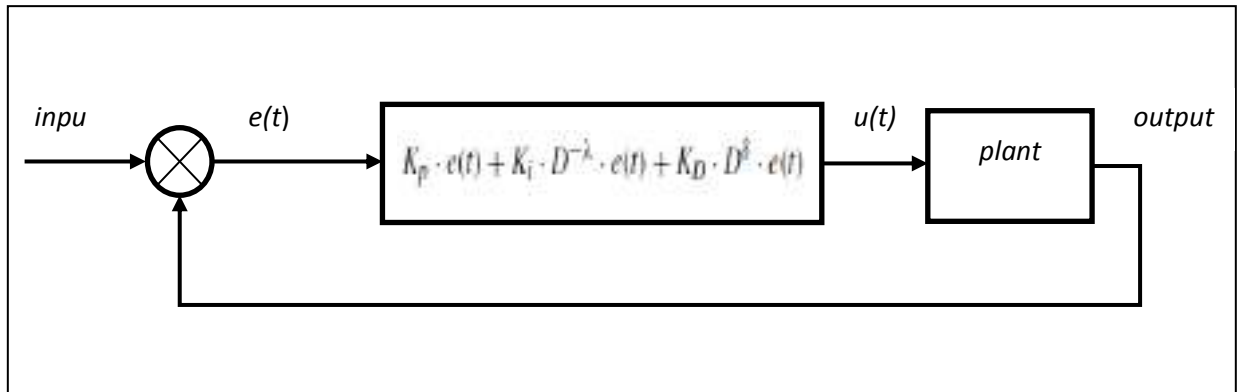 inpu
e(t)
K_p · e(t) + K_i · D^{-λ} · e(t) + K_D · D^δ · e(t)
u(t)
plant
output